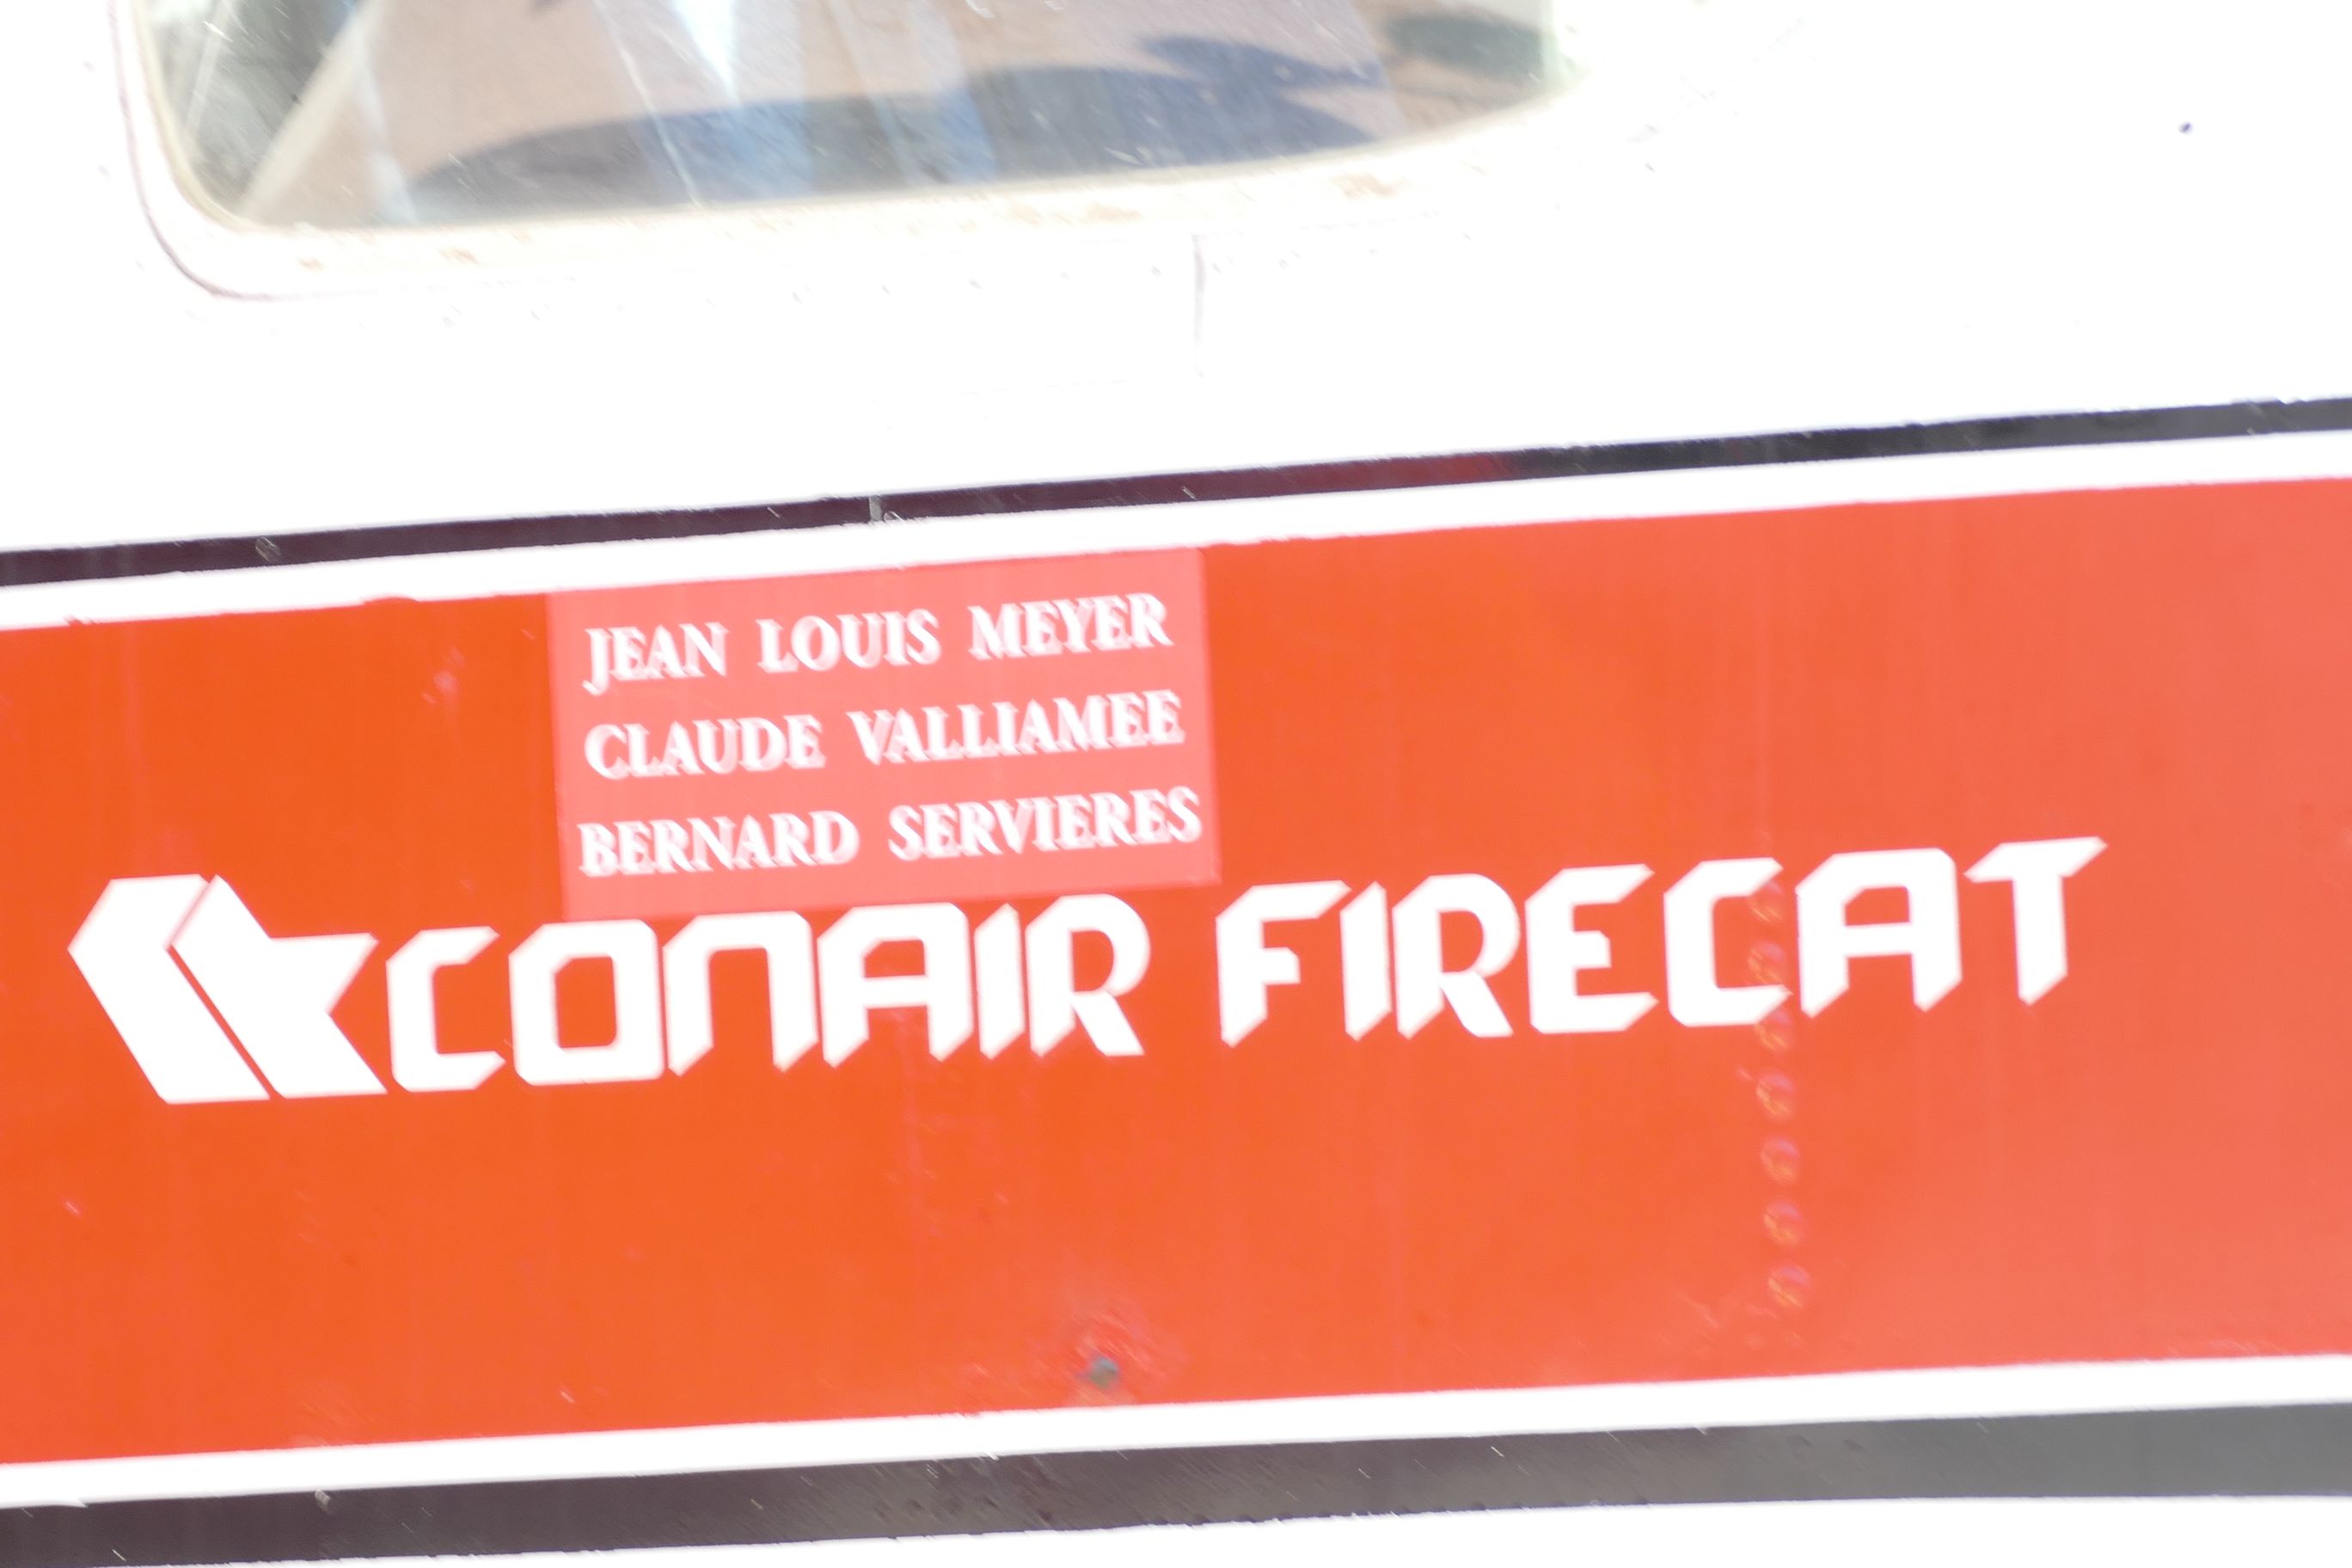 JEAN LOUIS MEYER
CLAUDE VALLIAMEE
BERNARD SERVIERES
CONAIR FIRECAT